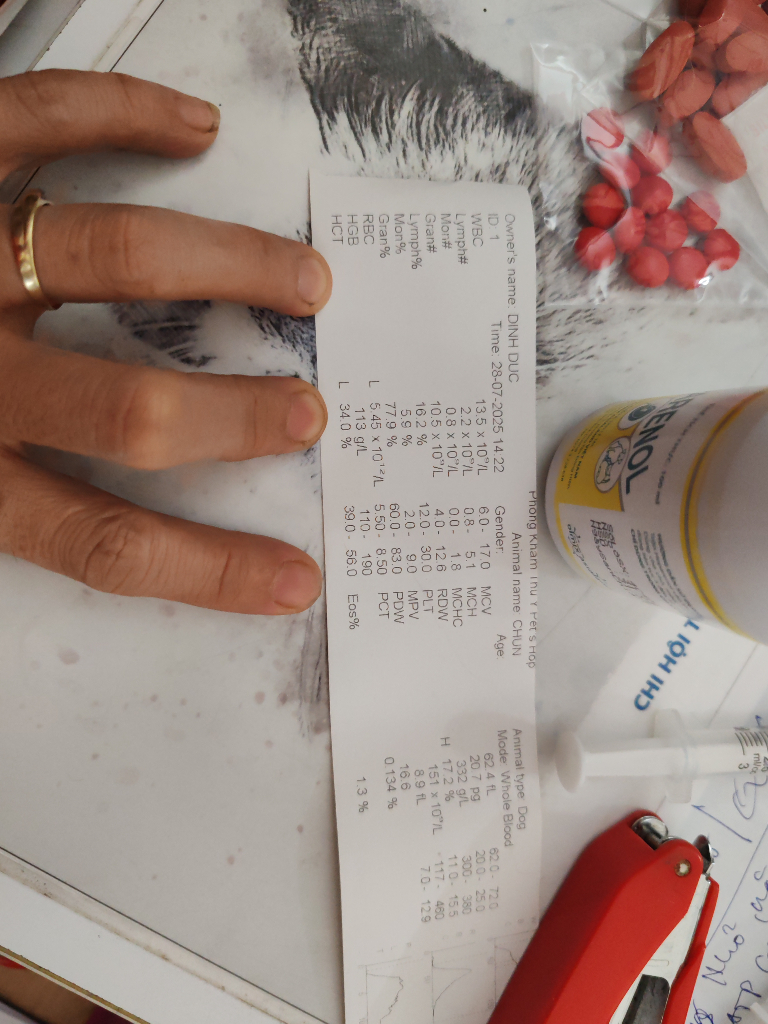 Phong Kham Thu Y Pet's Hop
Owner's name: DINH DUC Animal name: CHUN Animal type: Dog
ID: 1 Time: 28-07-2025 14:22 Gender: Age: Mode: Whole Blood
WBC 13.5 x 10⁹/L 6.0 - 17.0 MCV 62.4 fL 62.0 - 72.0
Lymph# 2.2 x 10⁹/L 0.8 - 5.1 MCH 20.7 pg 20.0 - 25.0
Mon# 0.8 x 10⁹/L 0.0 - 1.8 MCHC 332 g/L 300 - 380
Gran# 10.5 x 10⁹/L 4.0 - 12.6 RDW H 17.2 % 11.0 - 15.5
Lymph% 16.2 % 12.0 - 30.0 PLT 151 x 10⁹/L 117 - 460
Mon% 5.9 % 2.0 - 9.0 MPV 8.9 fL 7.0 - 12.9
Gran% 77.9 % 60.0 - 83.0 PDW 16.6
RBC L 5.45 x 10¹²/L 5.50 - 8.50 PCT 0.134 %
HGB 113 g/L 110 - 190
HCT L 34.0 % 39.0 - 56.0 Eos% 1.3 %
CHI HỘI T